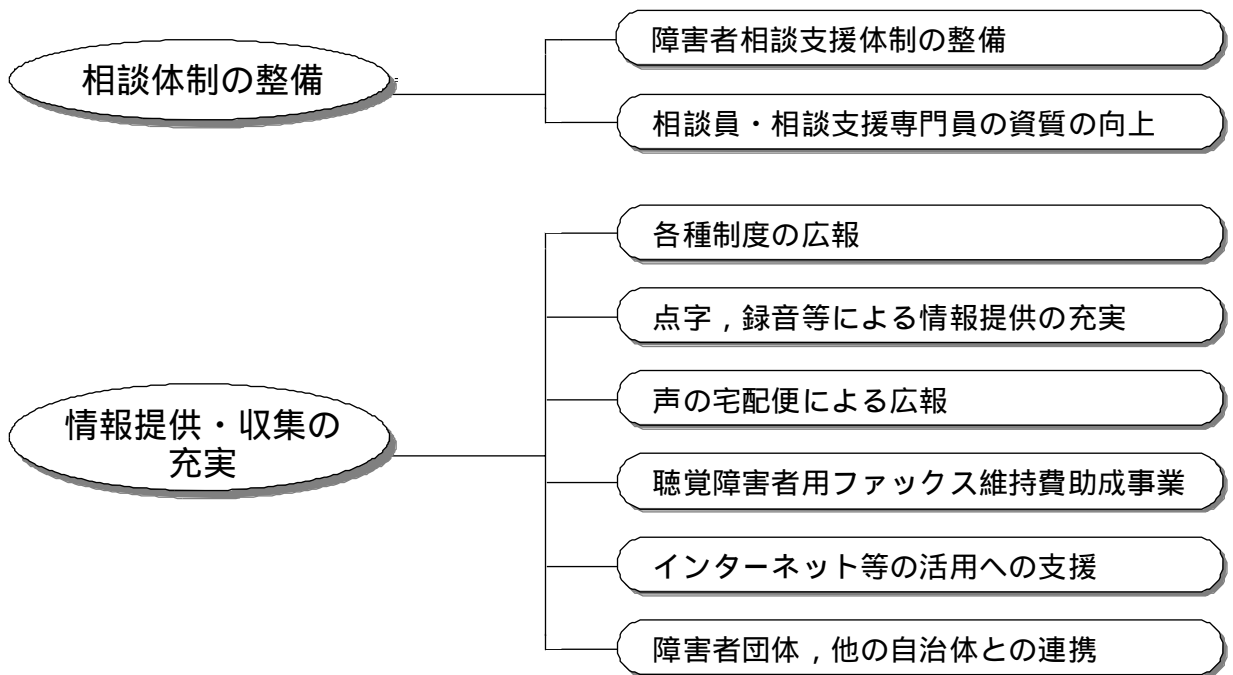 相談体制の整備
障害者相談支援体制の整備
相談員・相談支援専門員の資質の向上
情報提供・収集の
充実
各種制度の広報
点字,録音等による情報提供の充実
声の宅配便による広報
聴覚障害者用ファックス維持費助成事業
インターネット等の活用への支援
障害者団体,他の自治体との連携